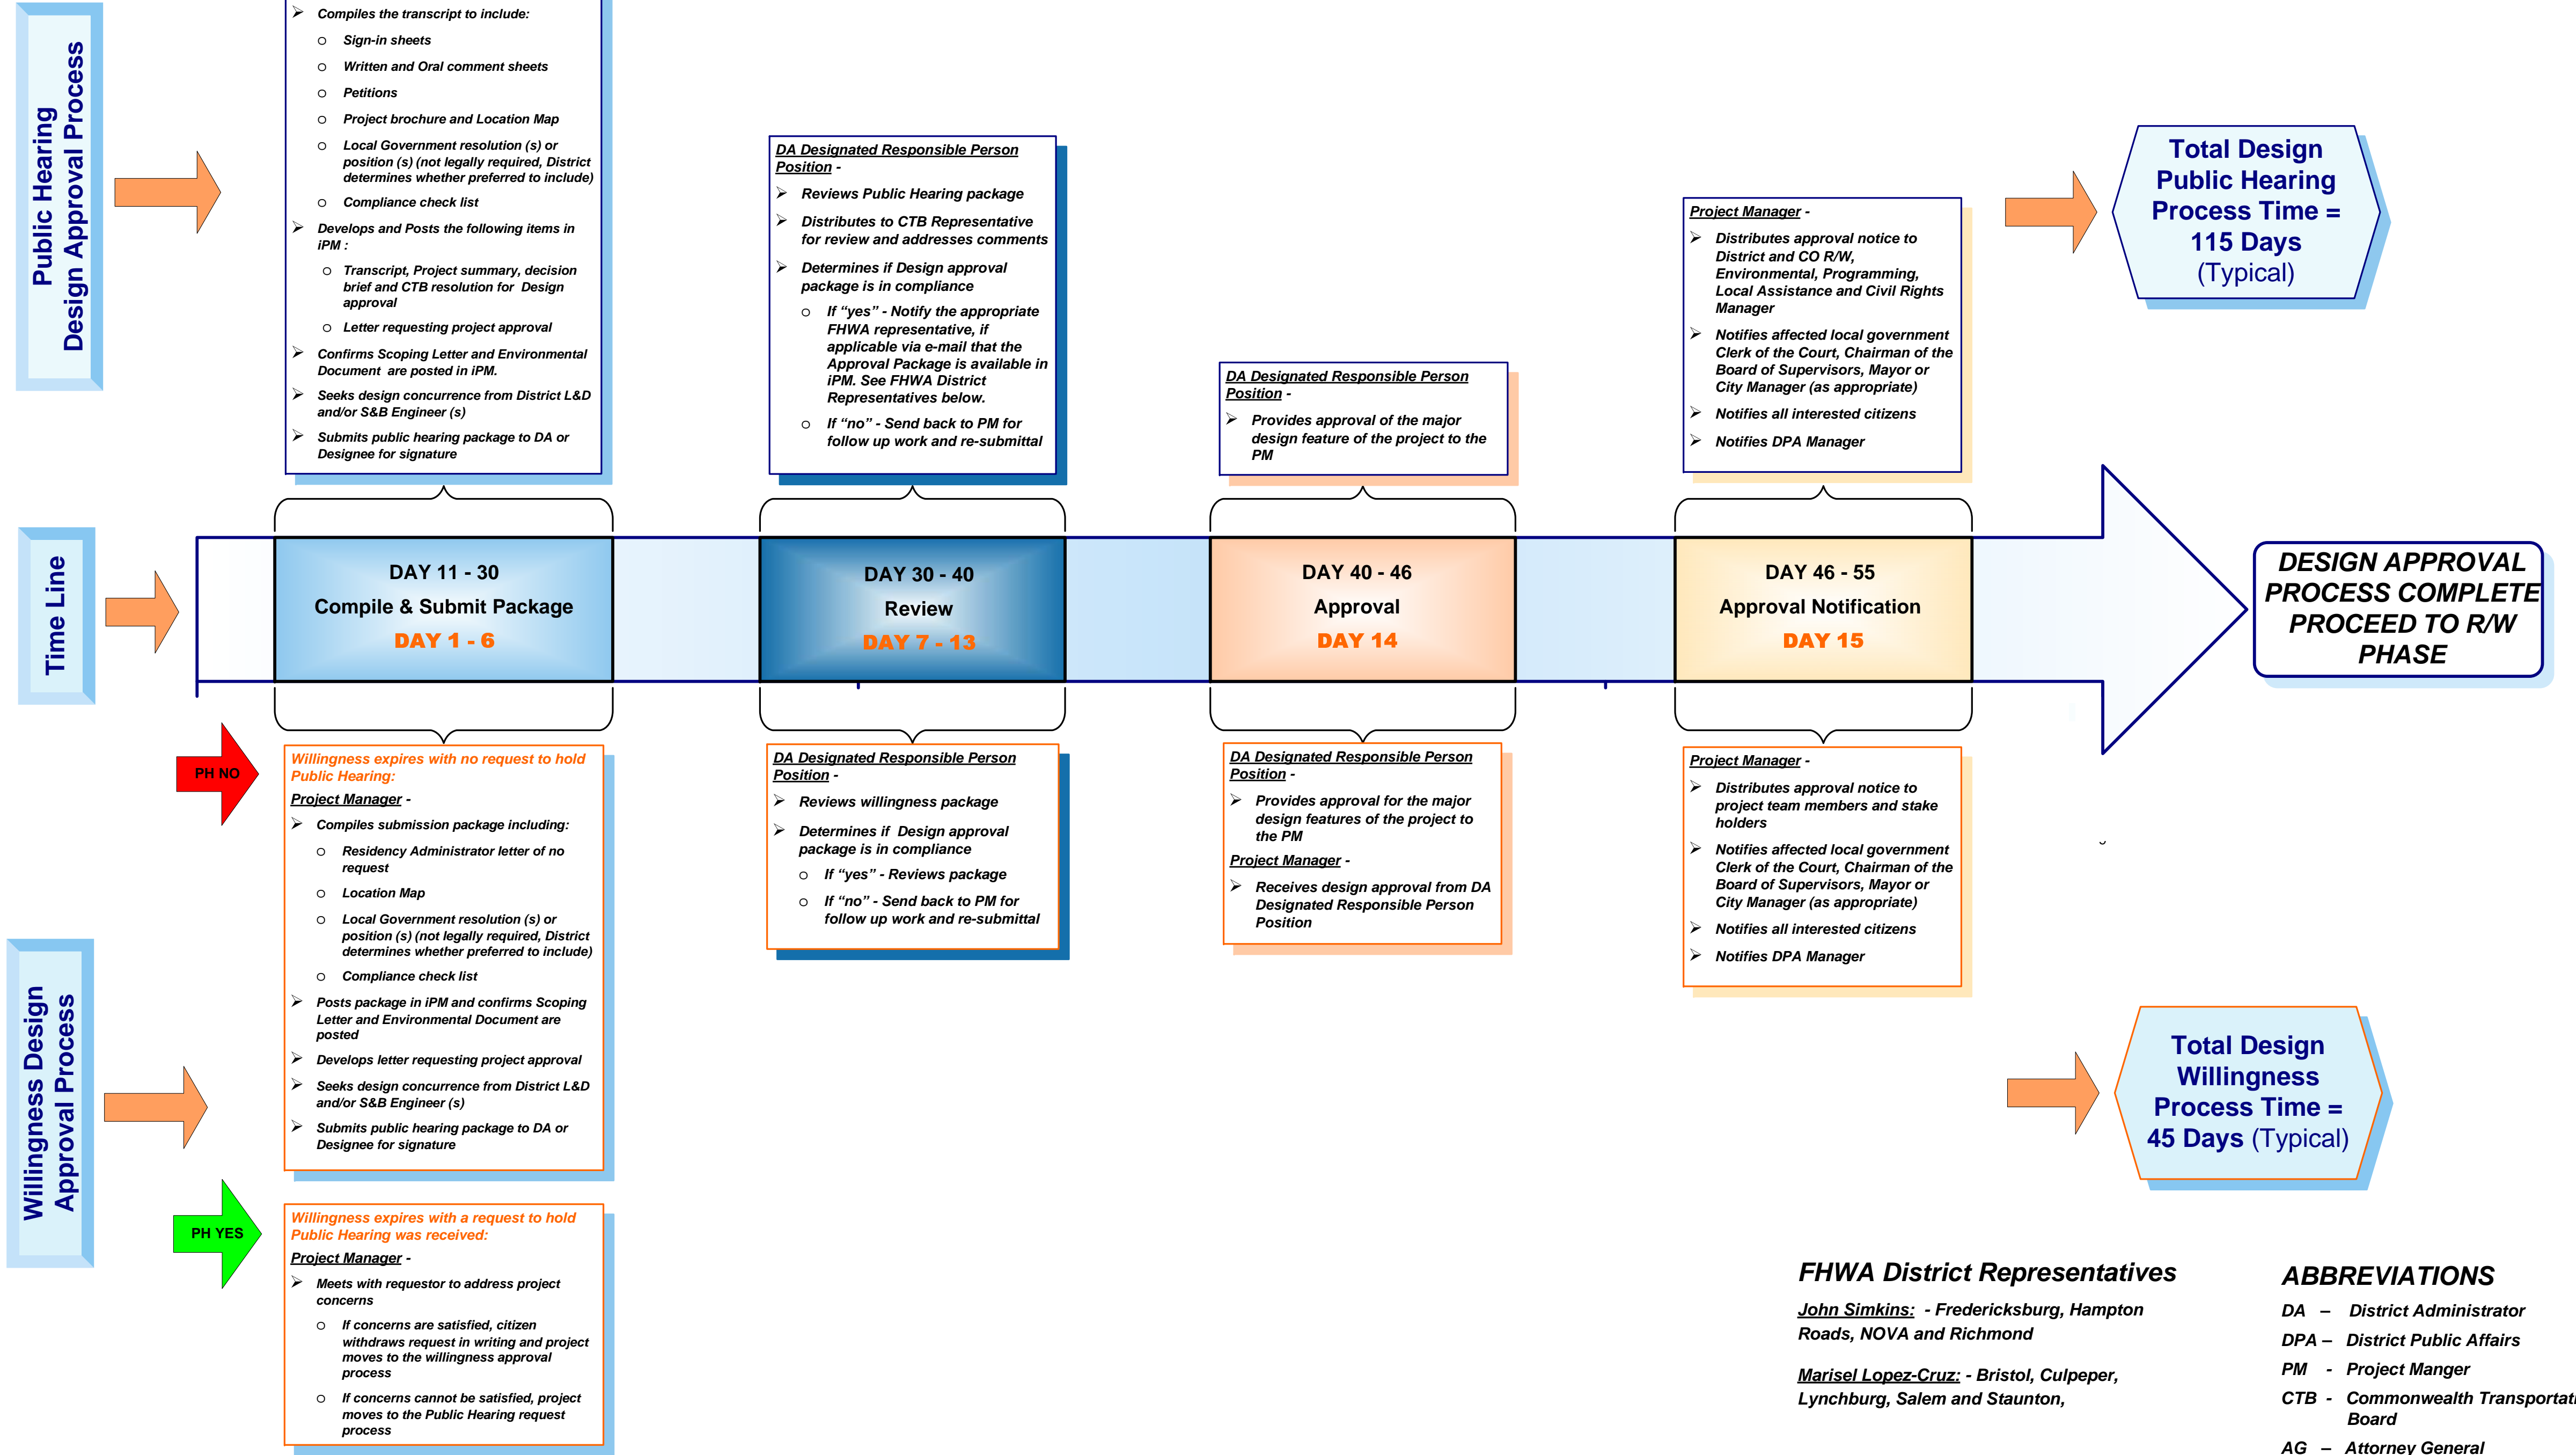 Public Hearing
Design Approval Process
Compiles the transcript to include:
Sign-in sheets
Written and Oral comment sheets
Petitions
Project brochure and Location Map
Local Government resolution (s) or
position (s) (not legally required, District
determines whether preferred to include)
Compliance check list
Develops and Posts the following items in
iPM :
Transcript, Project summary, decision
brief and CTB resolution for Design
approval
Letter requesting project approval
Confirms Scoping Letter and Environmental
Document are posted in iPM.
Seeks design concurrence from District L&D
and/or S&B Engineer (s)
Submits public hearing package to DA or
Designee for signature
DA Designated Responsible Person
Position -
Reviews Public Hearing package
Distributes to CTB Representative
for review and addresses comments
Determines if Design approval
package is in compliance
If “yes” - Notify the appropriate
FHWA representative, if
applicable via e-mail that the
Approval Package is available in
iPM. See FHWA District
Representatives below.
If “no” - Send back to PM for
follow up work and re-submittal
DA Designated Responsible Person
Position -
Provides approval of the major
design feature of the project to the
PM
Project Manager -
Distributes approval notice to
District and CO R/W,
Environmental, Programming,
Local Assistance and Civil Rights
Manager
Notifies affected local government
Clerk of the Court, Chairman of the
Board of Supervisors, Mayor or
City Manager (as appropriate)
Notifies all interested citizens
Notifies DPA Manager
Total Design
Public Hearing
Process Time =
115 Days
(Typical)
Time Line
DAY 11 - 30
Compile & Submit Package
DAY 1 - 6
DAY 30 - 40
Review
DAY 7 - 13
DAY 40 - 46
Approval
DAY 14
DAY 46 - 55
Approval Notification
DAY 15
DESIGN APPROVAL
PROCESS COMPLETE
PROCEED TO R/W
PHASE
Willingness Design
Approval Process
PH NO
Willingness expires with no request to hold
Public Hearing:
Project Manager -
Compiles submission package including:
Residency Administrator letter of no
request
Location Map
Local Government resolution (s) or
position (s) (not legally required, District
determines whether preferred to include)
Compliance check list
Posts package in iPM and confirms Scoping
Letter and Environmental Document are
posted
Develops letter requesting project approval
Seeks design concurrence from District L&D
and/or S&B Engineer (s)
Submits public hearing package to DA or
Designee for signature
DA Designated Responsible Person
Position -
Reviews willingness package
Determines if Design approval
package is in compliance
If “yes” - Reviews package
If “no” - Send back to PM for
follow up work and re-submittal
DA Designated Responsible Person
Position -
Provides approval for the major
design features of the project to
the PM
Project Manager -
Receives design approval from DA
Designated Responsible Person
Position
Project Manager -
Distributes approval notice to
project team members and stake
holders
Notifies affected local government
Clerk of the Court, Chairman of the
Board of Supervisors, Mayor or
City Manager (as appropriate)
Notifies all interested citizens
Notifies DPA Manager
Total Design
Willingness
Process Time =
45 Days (Typical)
PH YES
Willingness expires with a request to hold
Public Hearing was received:
Project Manager -
Meets with requestor to address project
concerns
If concerns are satisfied, citizen
withdraws request in writing and project
moves to the willingness approval
process
If concerns cannot be satisfied, project
moves to the Public Hearing request
process
FHWA District Representatives
John Simkins: - Fredericksburg, Hampton
Roads, NOVA and Richmond
Marisel Lopez-Cruz: - Bristol, Culpeper,
Lynchburg, Salem and Staunton,
ABBREVIATIONS
DA – District Administrator
DPA – District Public Affairs
PM - Project Manger
CTB - Commonwealth Transportati
Board
AG – Attorney General